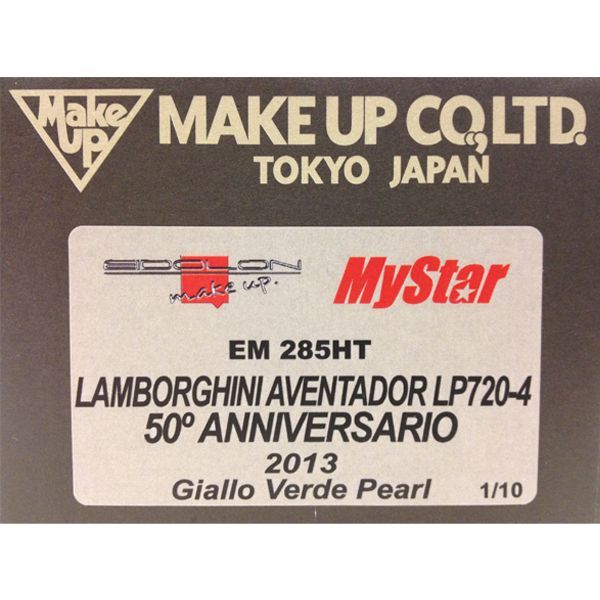 Make
UP
MAKE UP CO.,LTD.
TOKYO JAPAN
EIDOLON
make up.
MyStar
EM 285HT
LAMBORGHINI AVENTADOR LP720-4
50º ANNIVERSARIO
2013
Giallo Verde Pearl 1/10